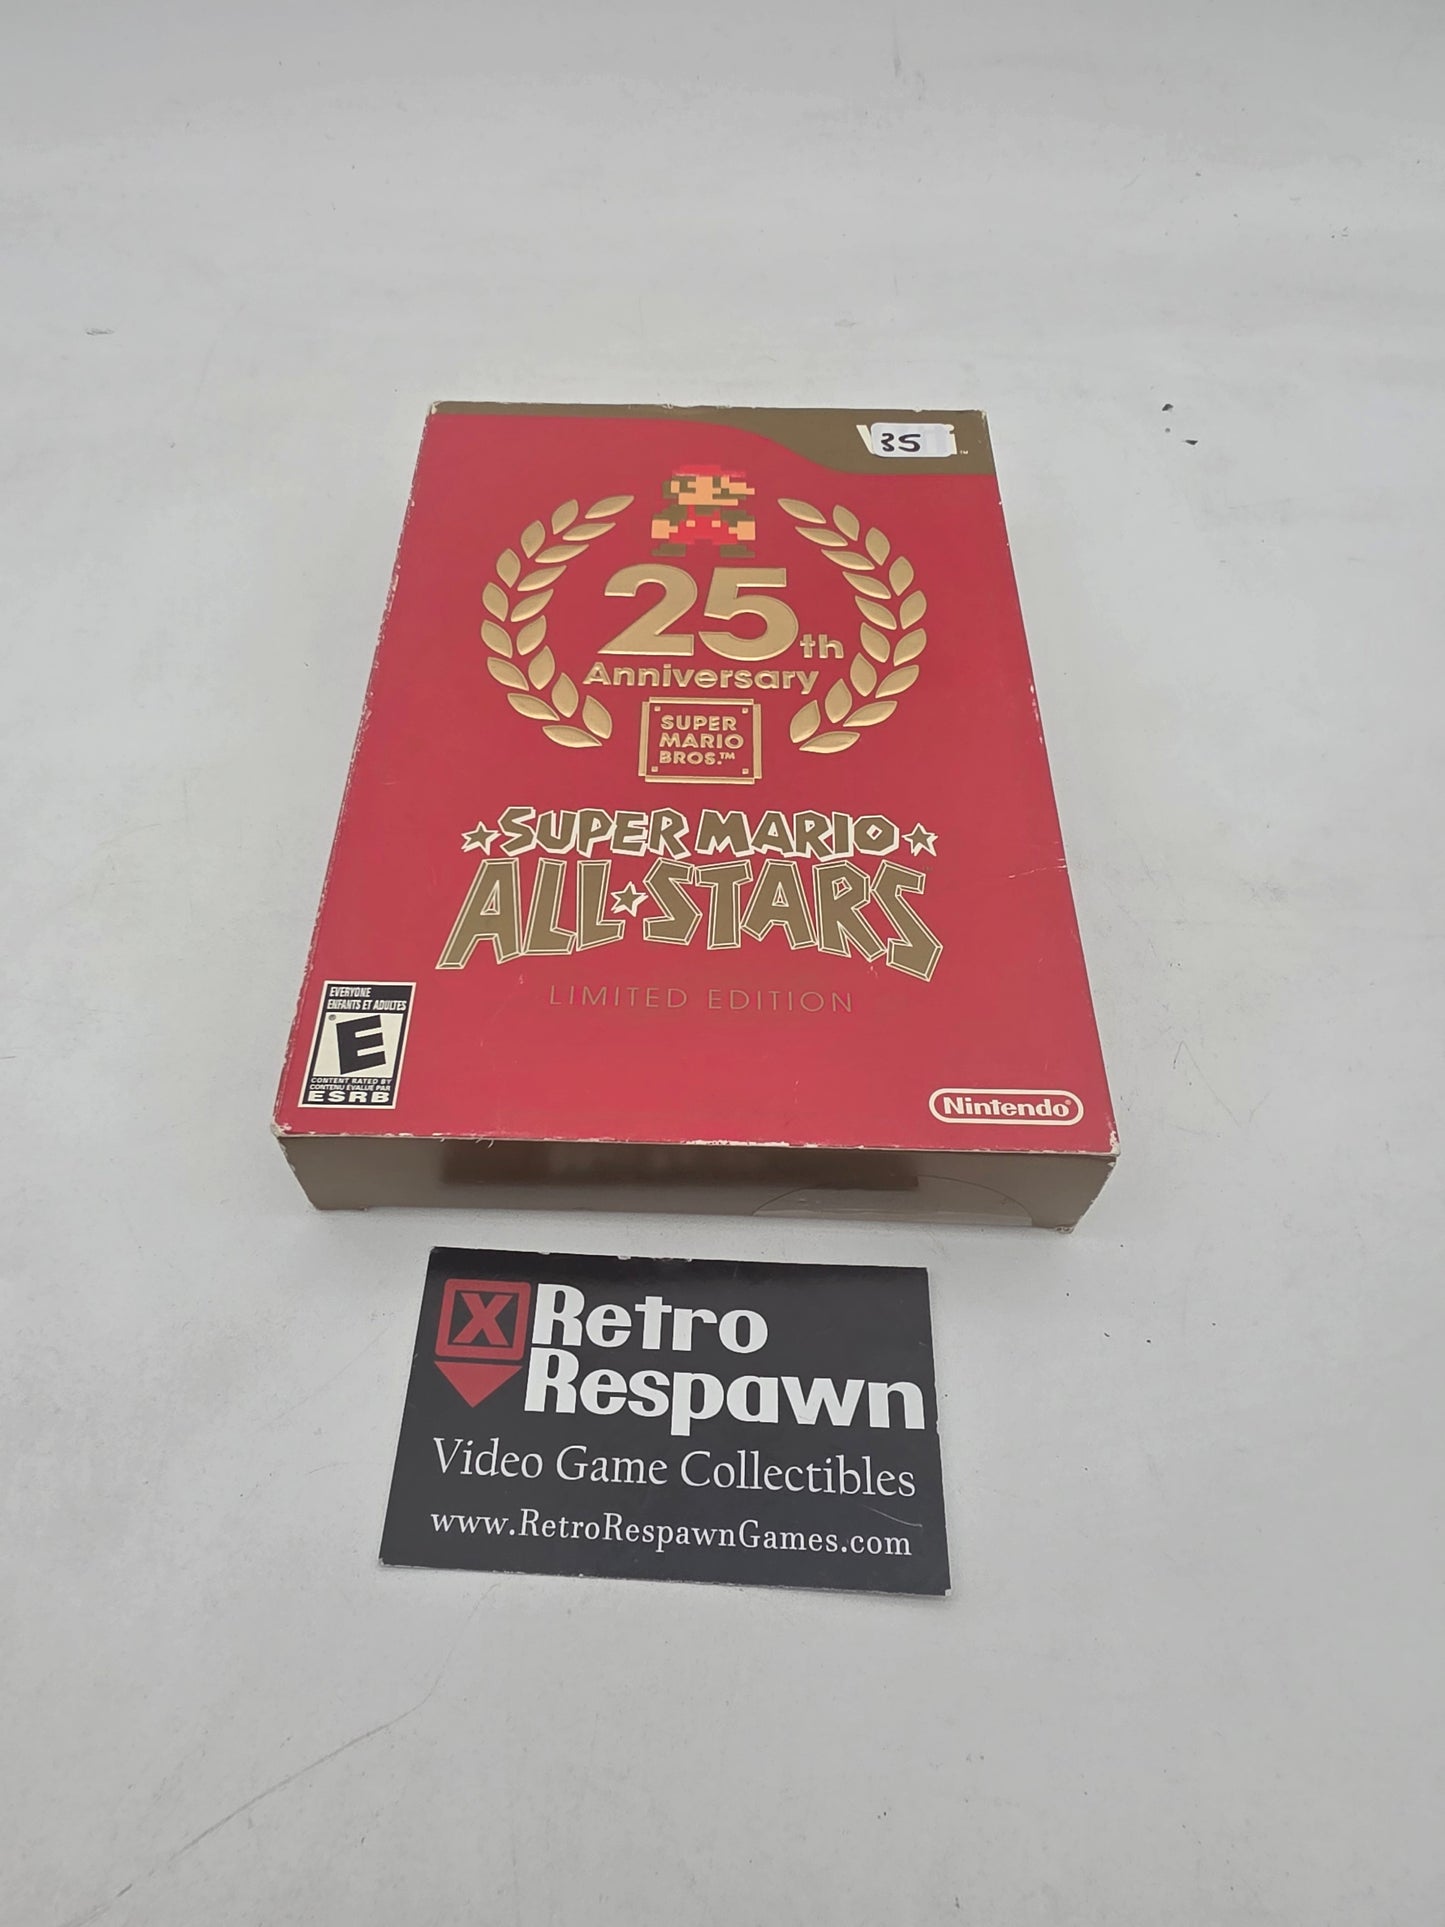 35
25th
Anniversary
SUPER
MARIO
BROS.™
SUPER MARIO
ALL STARS
LIMITED EDITION
EVERYONE
ENFANTS ET ADULTES
E
CONTENT RATED BY
CONTENU ÉVALUÉ PAR
ESRB
Nintendo®
X
Retro
Respawn
Video Game Collectibles
www.RetroRespawnGames.com